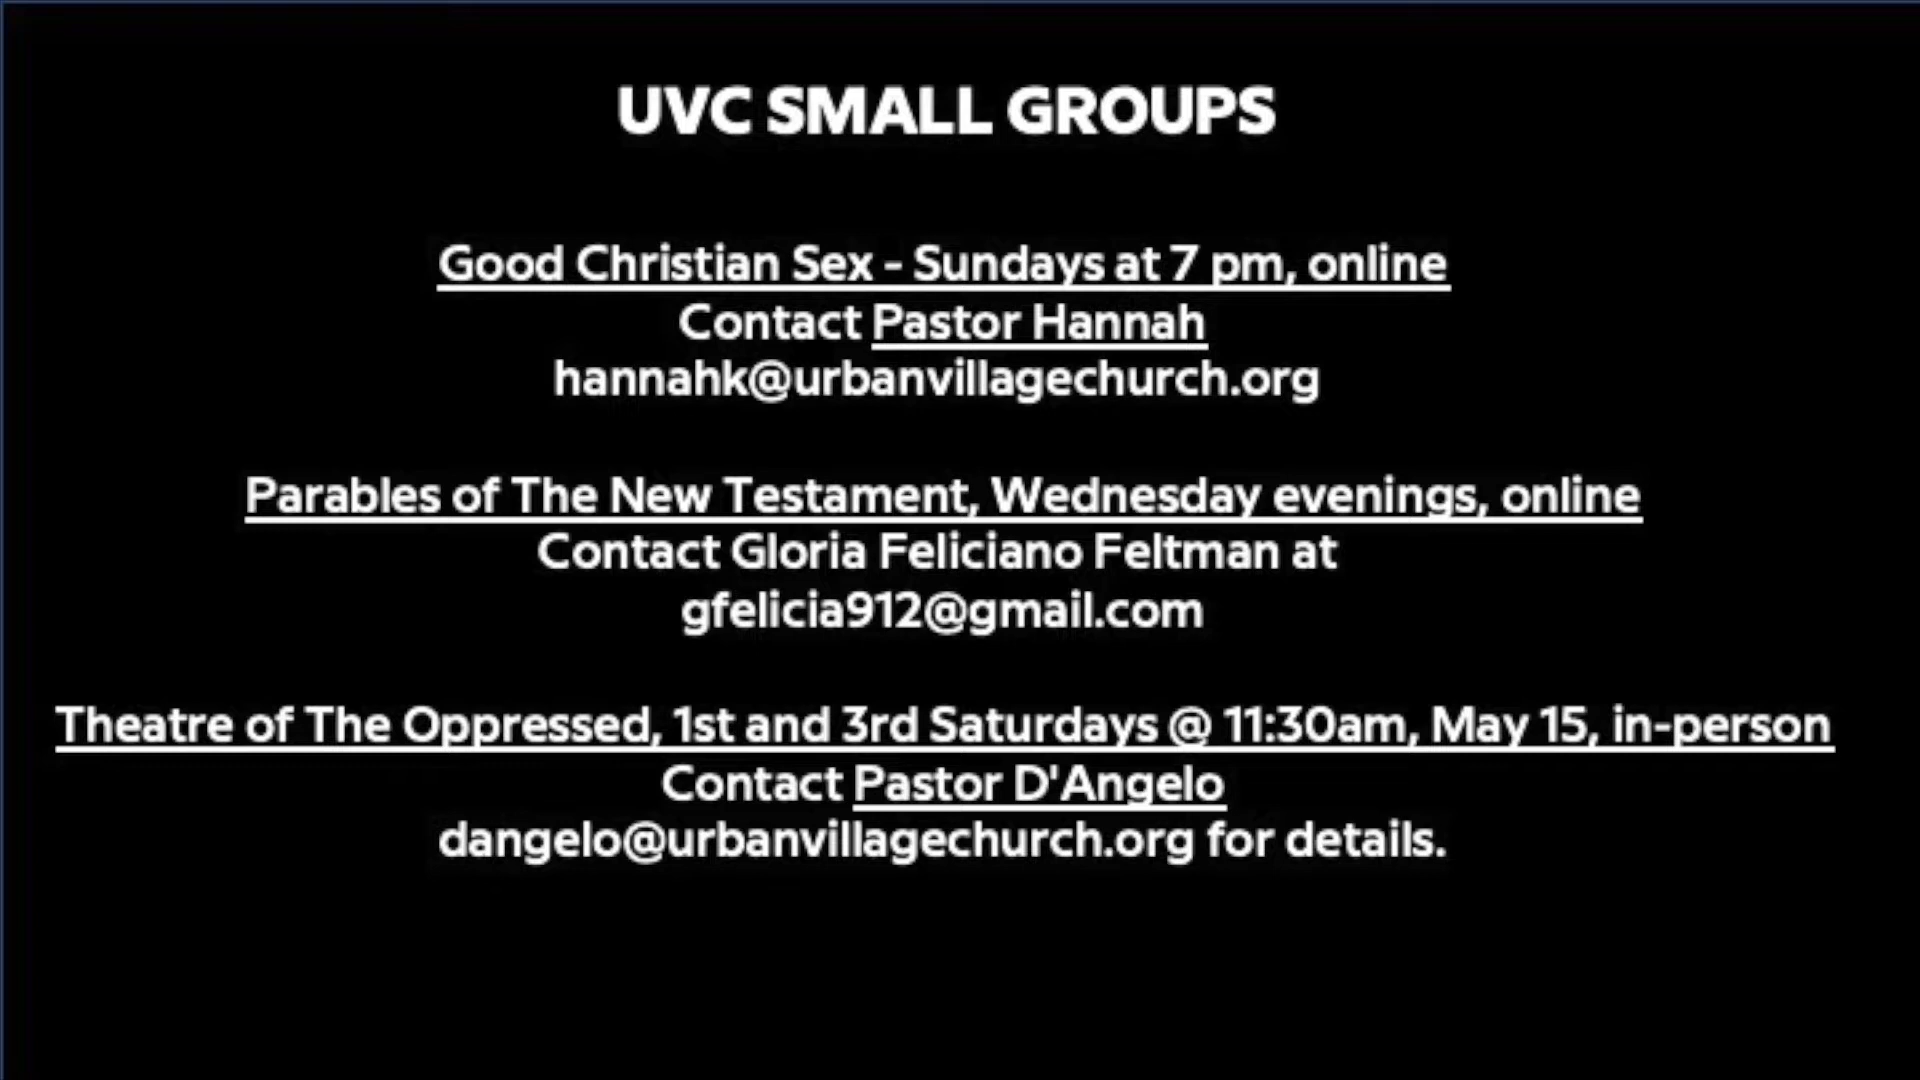 UVC SMALL GROUPS
Good Christian Sex - Sundays at 7 pm, online
Contact Pastor Hannah
hannahk@urbanvillagechurch.org
Parables of The New Testament, Wednesday evenings, online
Contact Gloria Feliciano Feltman at
gfelicia912@gmail.com
Theatre of The Oppressed, 1st and 3rd Saturdays @ 11:30am, May 15, in-person
Contact Pastor D'Angelo
dangelo@urbanvillagechurch.org for details.